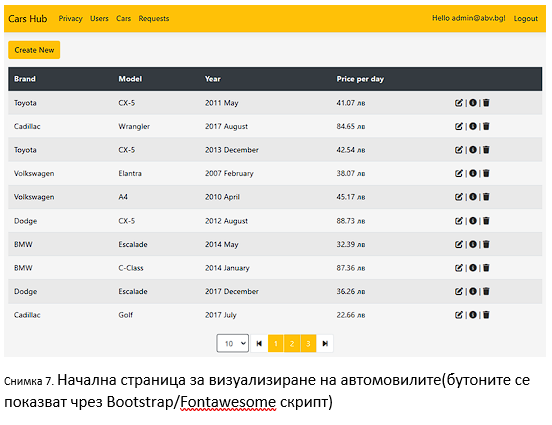 Cars Hub Privacy Users Cars Requests Hello admin@abv.bg! Logout
Create New
Brand Model Year Price per day
Toyota CX-5 2011 May 41.07 лв
Cadillac Wrangler 2017 August 84.65 лв
Toyota CX-5 2013 December 42.54 лв
Volkswagen Elantra 2007 February 38.07 лв
Volkswagen A4 2010 April 45.17 лв
Dodge CX-5 2012 August 88.73 лв
BMW Escalade 2014 May 32.39 лв
BMW C-Class 2014 January 87.36 лв
Dodge Escalade 2017 December 36.26 лв
Cadillac Golf 2017 July 22.66 лв
10 1 2 3
Снимка 7. Начална страница за визуализиране на автомовилите(бутоните се
показват чрез Bootstrap/Fontawesome скрипт)